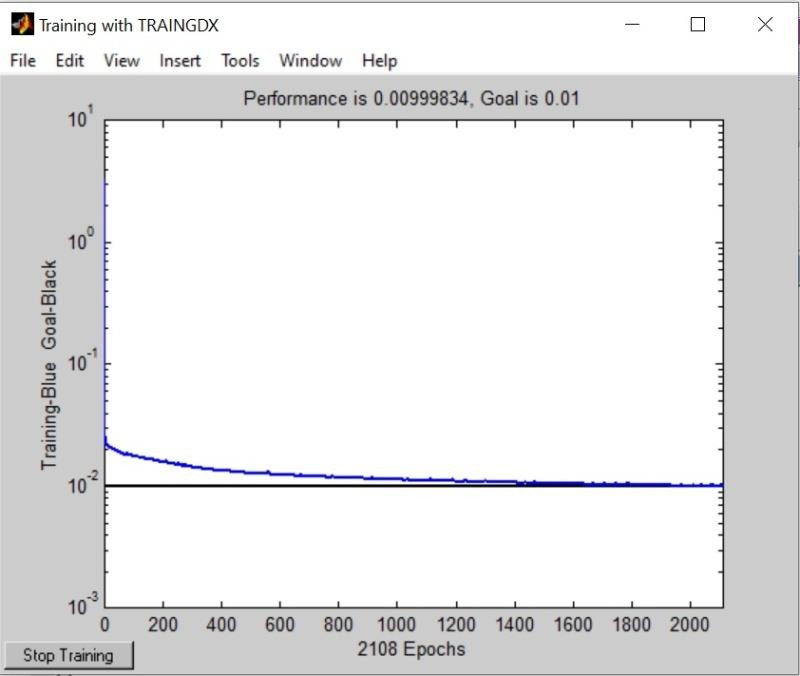 Training with TRAINGDX
File Edit View Insert Tools Window Help
Performance is 0.00999834, Goal is 0.01
10^1
10^0
10^-1
10^-2
10^-3
Training-Blue Goal-Black
0 200 400 600 800 1000 1200 1400 1600 1800 2000
2108 Epochs
Stop Training